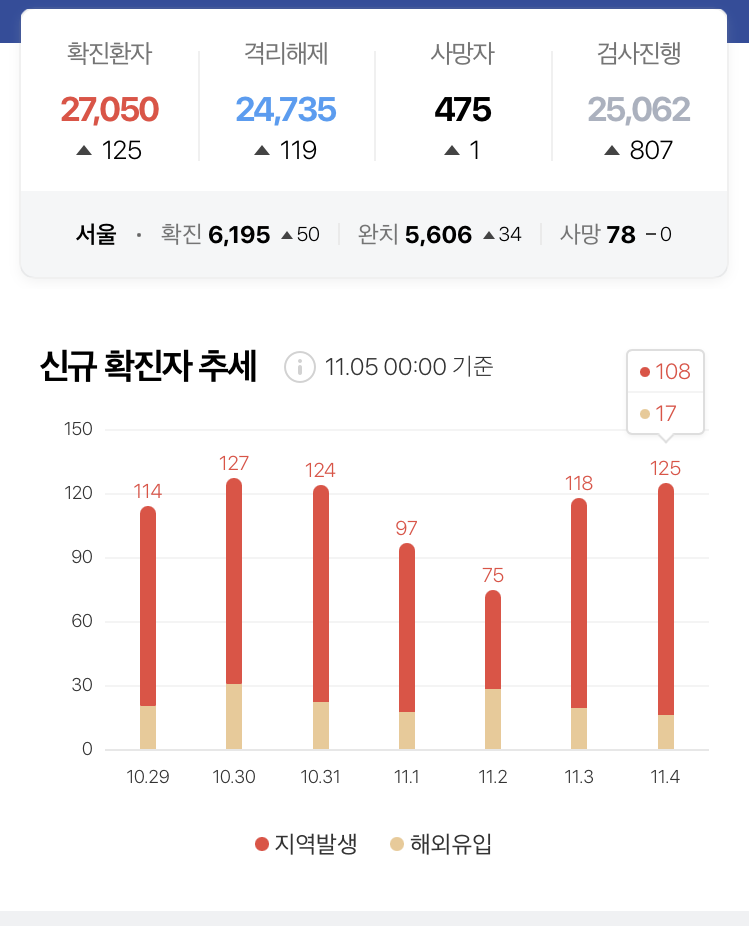 확진환자 격리해제 사망자 검사진행
27,050 24,735 475 25,062
▲ 125 ▲ 119 ▲ 1 ▲ 807
서울 · 확진 6,195 ▲ 50 완치 5,606 ▲ 34 사망 78 – 0
신규 확진자 추세 11.05 00:00 기준
108
17
150
120
90
60
30
0
114 127 124 97 75 118 125
10.29 10.30 10.31 11.1 11.2 11.3 11.4
지역발생 해외유입